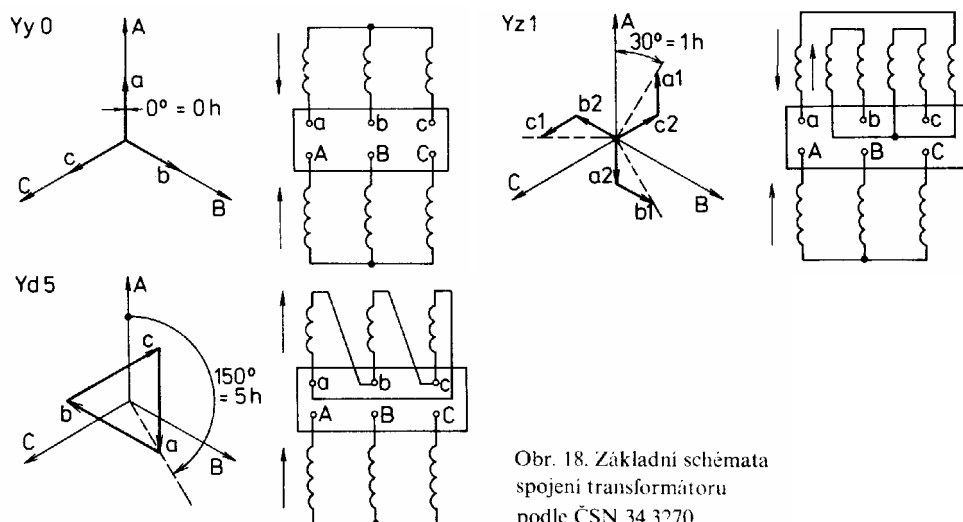 Yy 0
A
a
0° = 0h
c
b
C
B
a
b
c
A
B
C
Yz 1
A
30° = 1h
a1
b2
c1
c2
a2
b1
C
B
a
b
c
A
B
C
Yd 5
A
c
150°
= 5h
b
a
C
B
a
b
c
A
B
C
Obr. 18. Základní schémata
spojení transformátoru
podle ČSN 34 3270